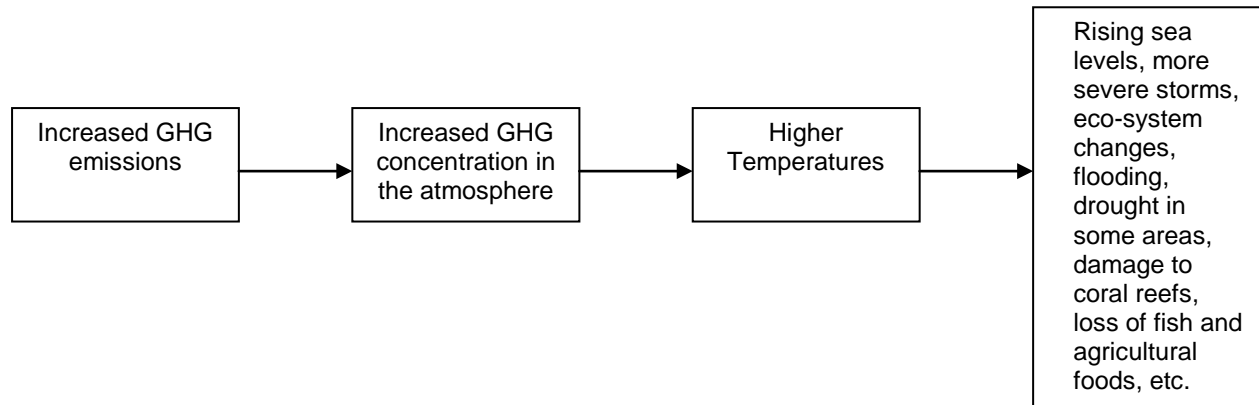 Increased GHG
emissions
Increased GHG
concentration in
the atmosphere
Higher
Temperatures
Rising sea
levels, more
severe storms,
eco-system
changes,
flooding,
drought in
some areas,
damage to
coral reefs,
loss of fish and
agricultural
foods, etc.